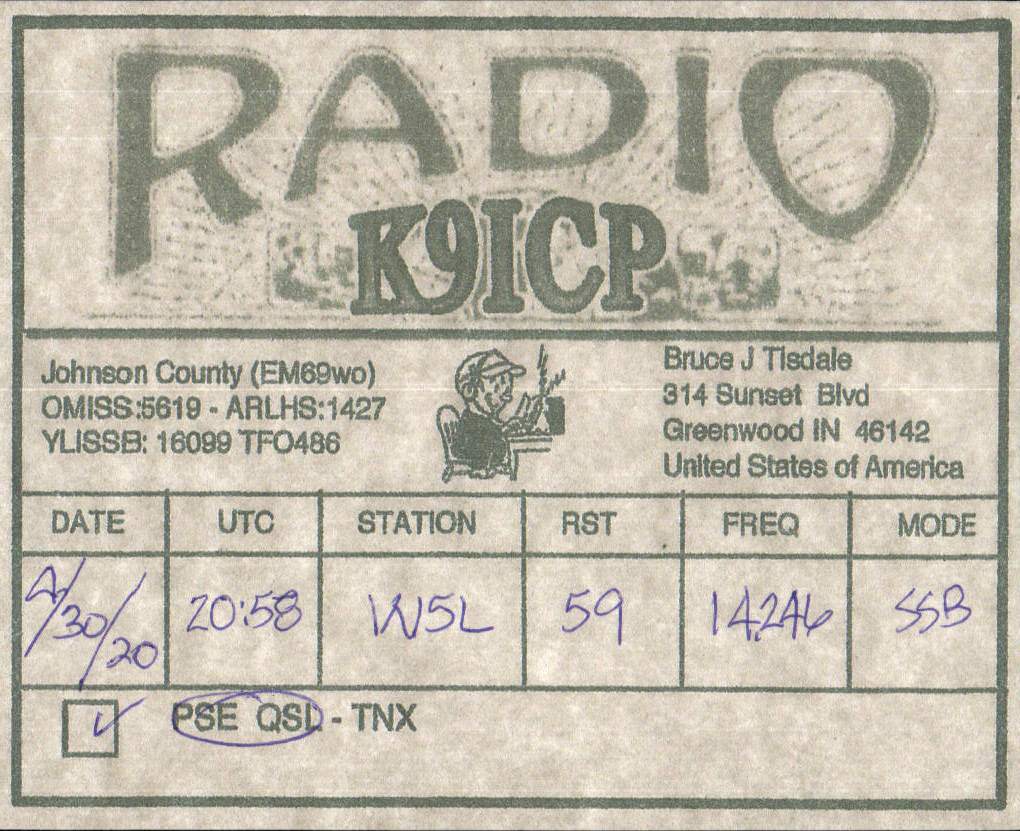 RADIO
K9ICP
Johnson County (EM69wo)
OMISS:5619 - ARLHS:1427
YLISSB: 16099 TFO486
Bruce J Tisdale
314 Sunset Blvd
Greenwood IN 46142
United States of America
DATE UTC STATION RST FREQ MODE
4/30/20 20:58 W5L 59 14.246 SSB
✓ PSE QSL - TNX